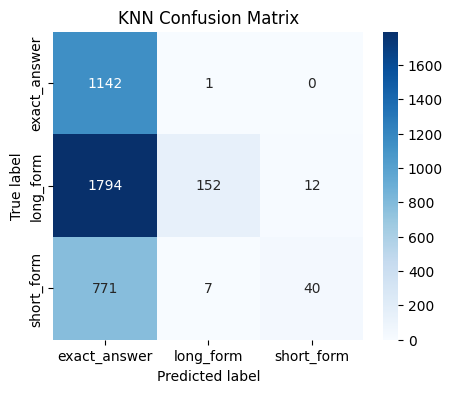 KNN Confusion Matrix
True label
exact_answer
long_form
short_form
1142 1 0
1794 152 12
771 7 40
exact_answer long_form short_form
Predicted label
1600
1400
1200
1000
800
600
400
200
0